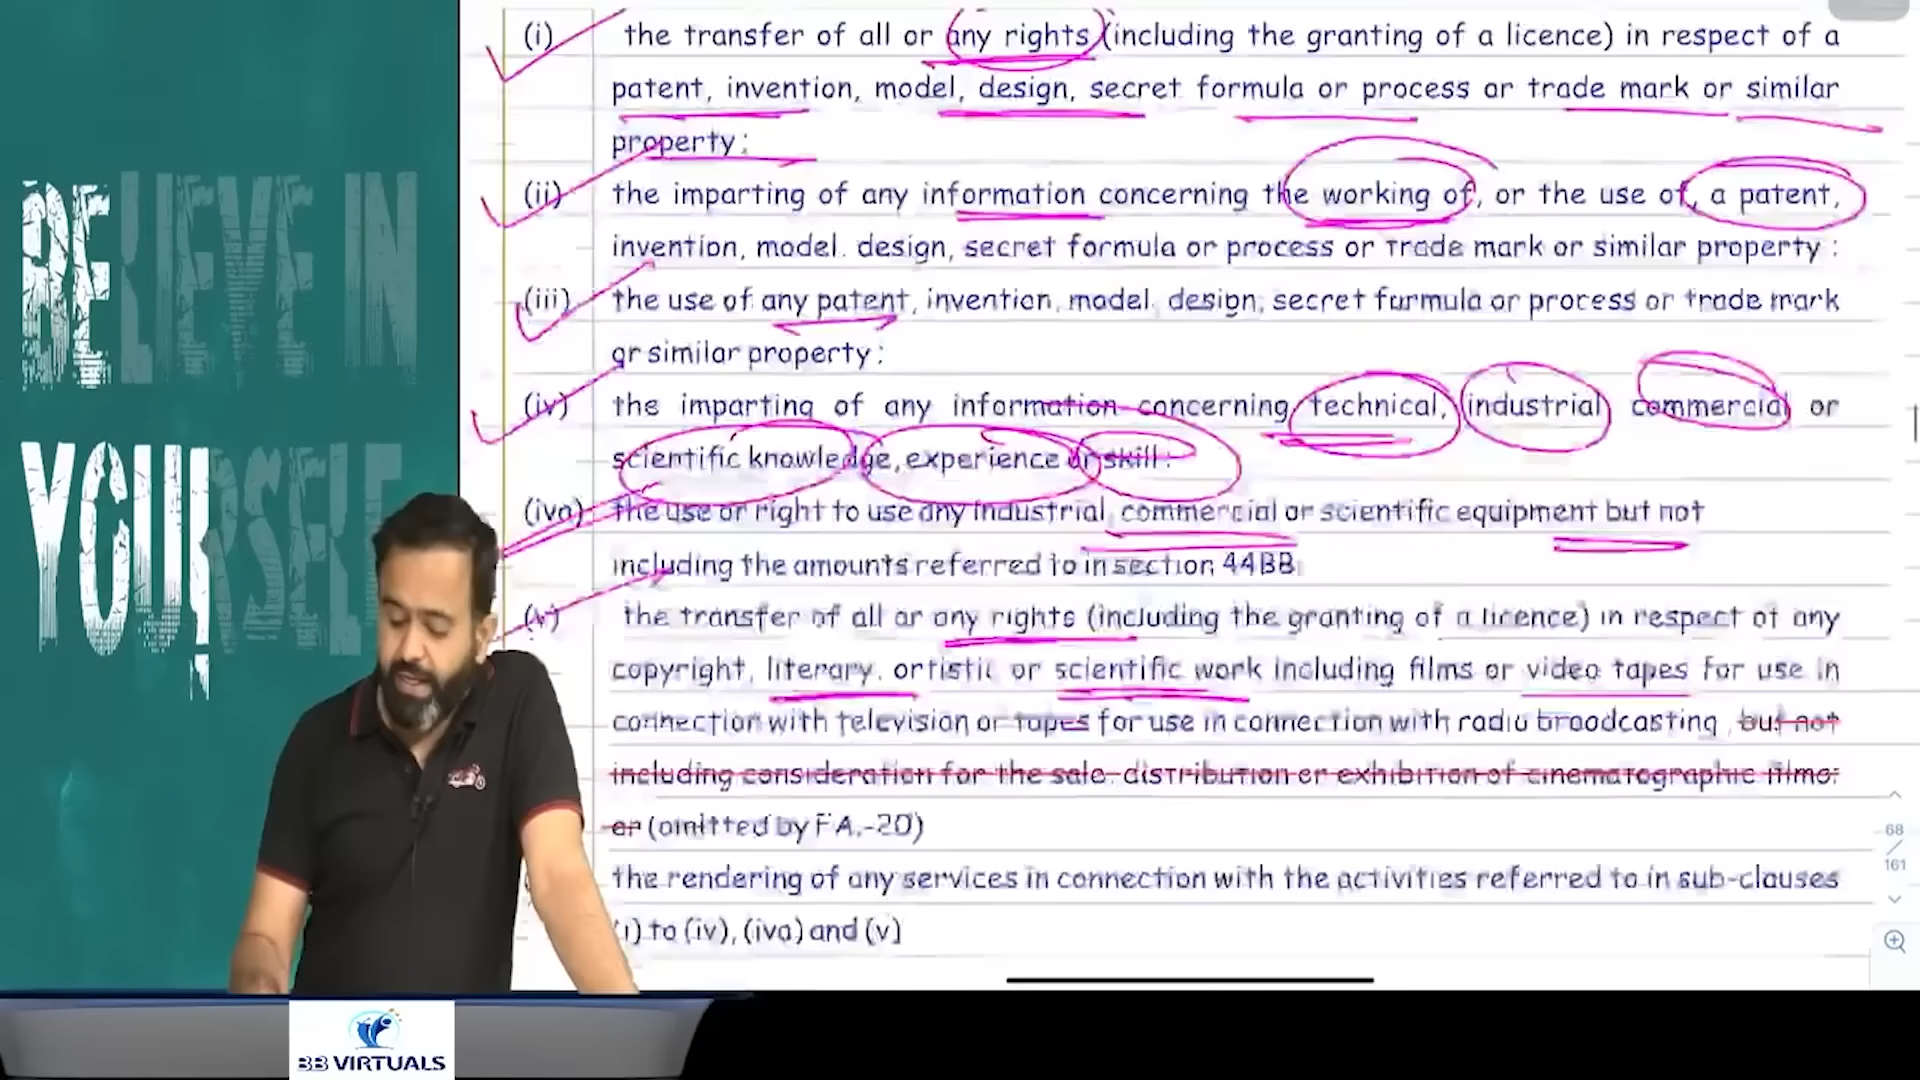 BELIEVE IN
YOURSELF
(i) the transfer of all or any rights (including the granting of a licence) in respect of a
patent, invention, model, design, secret formula or process or trade mark or similar
property;
(ii) the imparting of any information concerning the working of, or the use of, a patent,
invention, model, design, secret formula or process or trade mark or similar property;
(iii) the use of any patent, invention, model, design, secret formula or process or trade mark
or similar property;
(iv) the imparting of any information concerning technical, industrial commercial or
scientific knowledge, experience or skill;
(iva) the use or right to use any industrial, commercial or scientific equipment but not
including the amounts referred to in section 44BB
(v) the transfer of all or any rights (including the granting of a licence) in respect of any
copyright, literary, artistic or scientific work including films or video tapes for use in
connection with television or tapes for use in connection with radio broadcasting, but not
including consideration for the sale, distribution or exhibition of cinematographic films;
or (omitted by FA.-20)
the rendering of any services in connection with the activities referred to in sub-clauses
i) to (iv), (iva) and (v)
68
/
161
BB VIRTUALS